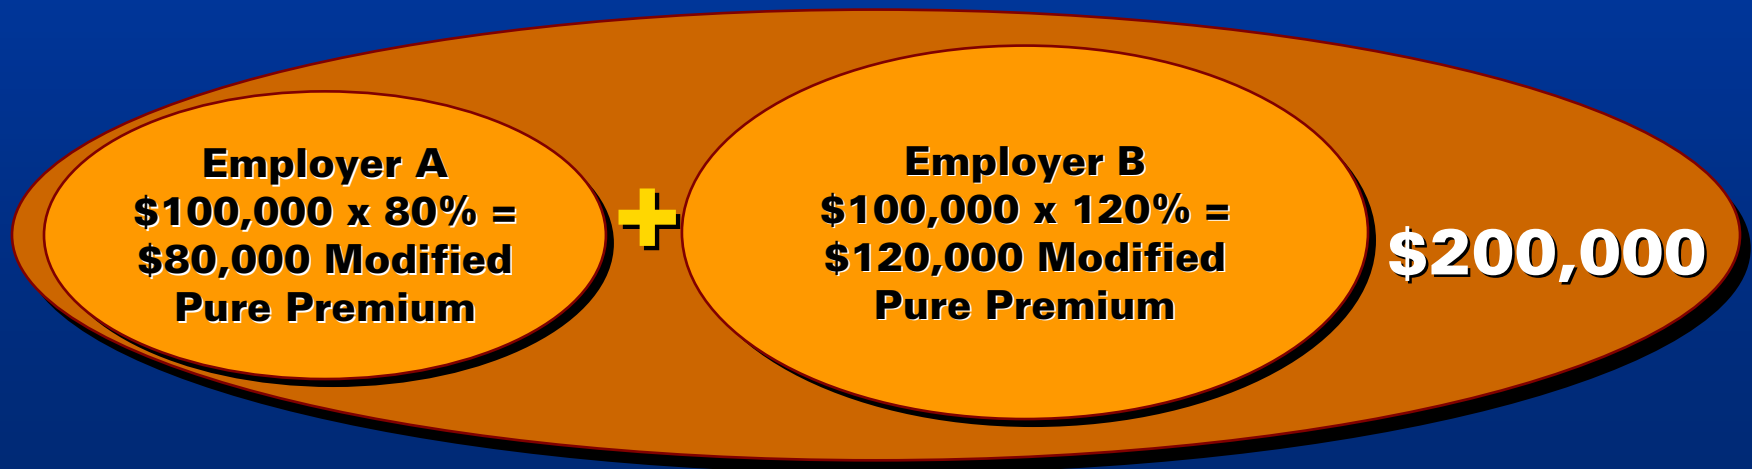 Employer A
$100,000 x 80% =
$80,000 Modified
Pure Premium
+
Employer B
$100,000 x 120% =
$120,000 Modified
Pure Premium
$200,000